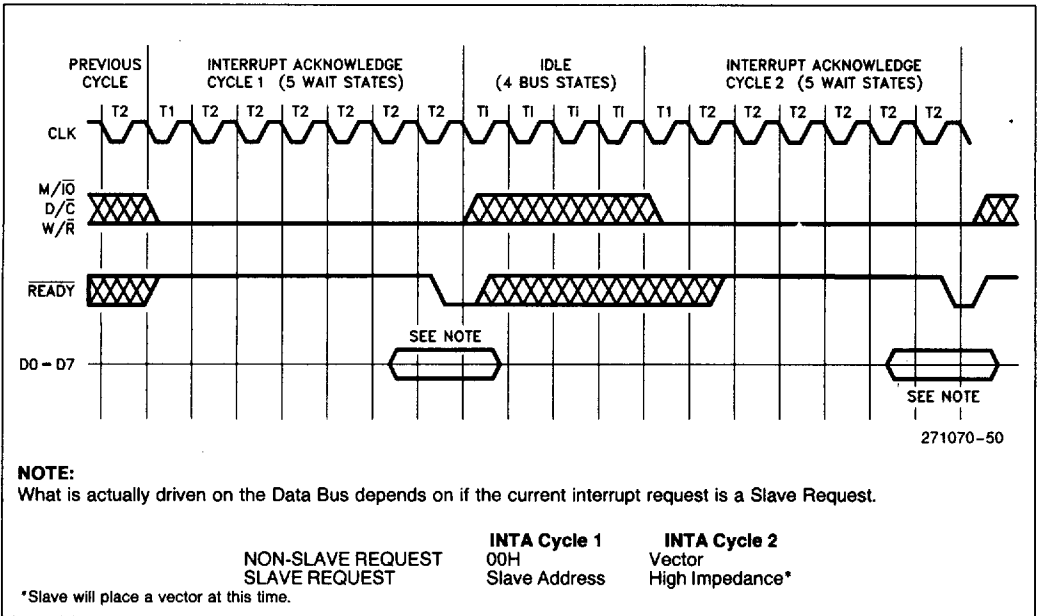 PREVIOUS CYCLE
INTERRUPT ACKNOWLEDGE CYCLE 1 (5 WAIT STATES)
IDLE (4 BUS STATES)
INTERRUPT ACKNOWLEDGE CYCLE 2 (5 WAIT STATES)
T2 T1 T2 T2 T2 T2 T2 T2 Ti Ti Ti Ti T1 T2 T2 T2 T2 T2 T2
CLK
M/I̅O̅
D/C̅
W/R̅
R̅E̅A̅D̅Y̅
SEE NOTE
D0 – D7
SEE NOTE
271070–50
NOTE:
What is actually driven on the Data Bus depends on if the current interrupt request is a Slave Request.
INTA Cycle 1 INTA Cycle 2
NON-SLAVE REQUEST 00H Vector
SLAVE REQUEST Slave Address High Impedance*
*Slave will place a vector at this time.